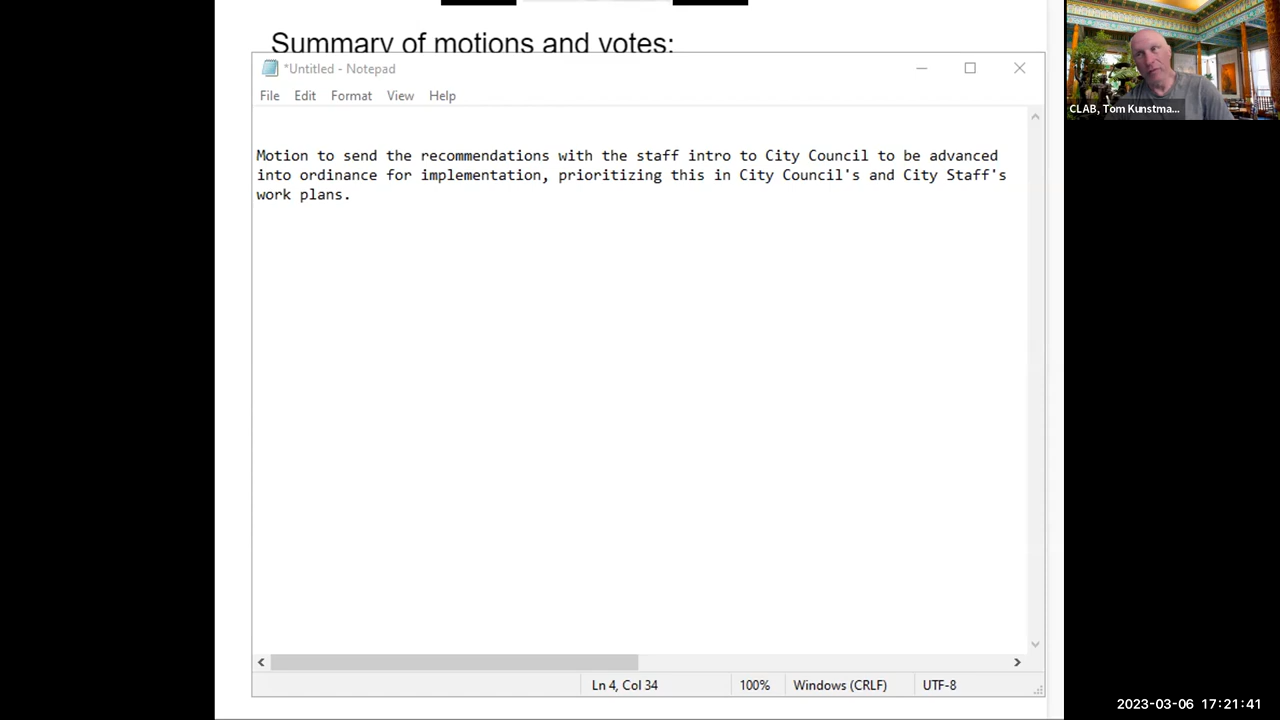 Summary of motions and votes:
*Untitled - Notepad
File Edit Format View Help
Motion to send the recommendations with the staff intro to City Council to be advanced
into ordinance for implementation, prioritizing this in City Council's and City Staff's
work plans.
Ln 4, Col 34 100% Windows (CRLF) UTF-8
CLAB, Tom Kunstma...
2023-03-06 17:21:41